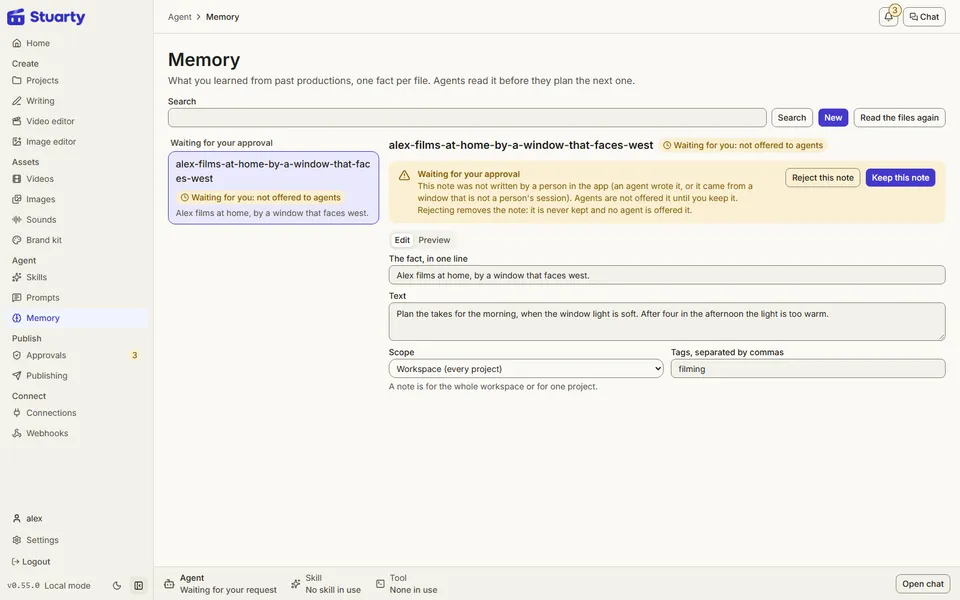 Stuarty
Agent > Memory
3
Chat
Home
Create
Projects
Writing
Video editor
Image editor
Assets
Videos
Images
Sounds
Brand kit
Agent
Skills
Prompts
Memory
Publish
Approvals 3
Publishing
Connect
Connections
Webhooks
alex
Settings
Logout
v0.55.0 Local mode
Memory
What you learned from past productions, one fact per file. Agents read it before they plan the next one.
Search
Search
New
Read the files again
Waiting for your approval
alex-films-at-home-by-a-window-that-fac
es-west
Waiting for you: not offered to agents
Alex films at home, by a window that faces west.
alex-films-at-home-by-a-window-that-faces-west
Waiting for you: not offered to agents
Waiting for your approval
This note was not written by a person in the app (an agent wrote it, or it came from a
window that is not a person's session). Agents are not offered it until you keep it.
Rejecting removes the note: it is never kept and no agent is offered it.
Reject this note
Keep this note
Edit
Preview
The fact, in one line
Alex films at home, by a window that faces west.
Text
Plan the takes for the morning, when the window light is soft. After four in the afternoon the light is too warm.
Scope
Workspace (every project)
A note is for the whole workspace or for one project.
Tags, separated by commas
filming
Agent
Waiting for your request
Skill
No skill in use
Tool
None in use
Open chat